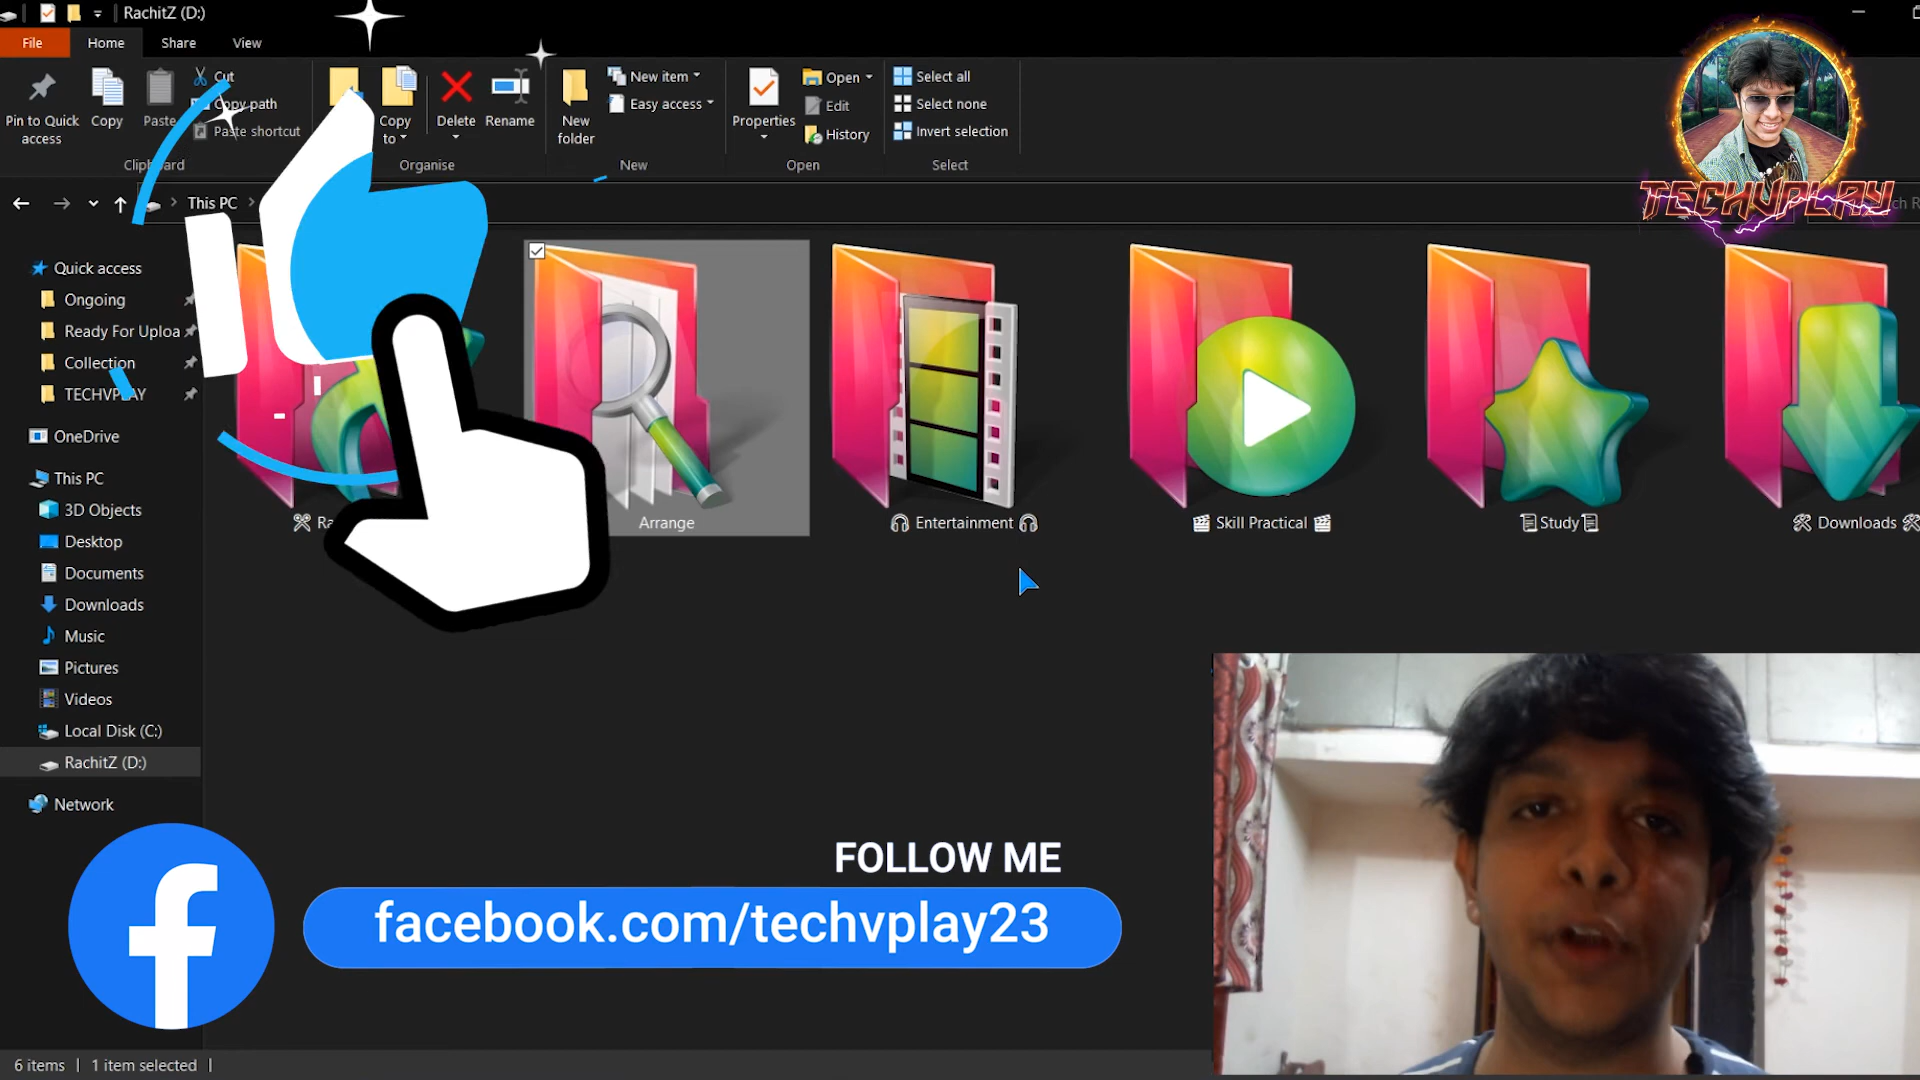 RachitZ (D:)
File
Home
Share
View
Pin to Quick access
Copy
Paste
Cut
Copy path
Paste shortcut
Clipboard
Copy to
Delete
Rename
Organise
New folder
New item
Easy access
New
Properties
Open
Edit
History
Open
Select all
Select none
Invert selection
Select
TECHVPLAY
This PC
Quick access
Ongoing
Ready For Uploa
Collection
TECHVPLAY
OneDrive
This PC
3D Objects
Desktop
Documents
Downloads
Music
Pictures
Videos
Local Disk (C:)
RachitZ (D:)
Network
Arrange
Entertainment
Skill Practical
Study
Downloads
FOLLOW ME
facebook.com/techvplay23
6 items
1 item selected